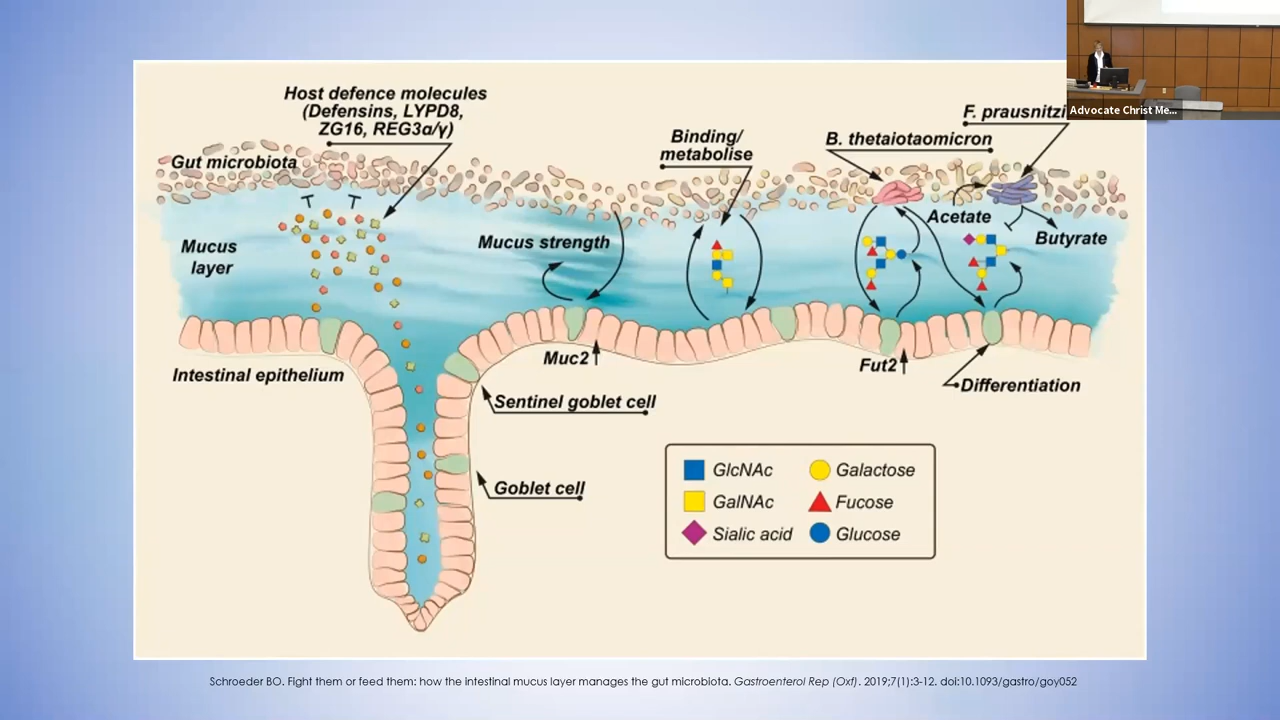 Host defence molecules
(Defensins, LYPD8,
ZG16, REG3α/γ)
F. prausnitzi
Advocate Christ Me...
Binding/
metabolise
B. thetaiotaomicron
Gut microbiota
Acetate
Butyrate
Mucus
layer
Mucus strength
Muc2
Fut2
Intestinal epithelium
Differentiation
Sentinel goblet cell
Goblet cell
GlcNAc
Galactose
GalNAc
Fucose
Sialic acid
Glucose
Schroeder BO. Fight them or feed them: how the intestinal mucus layer manages the gut microbiota. Gastroenterol Rep (Oxf). 2019;7(1):3-12. doi:10.1093/gastro/goy052